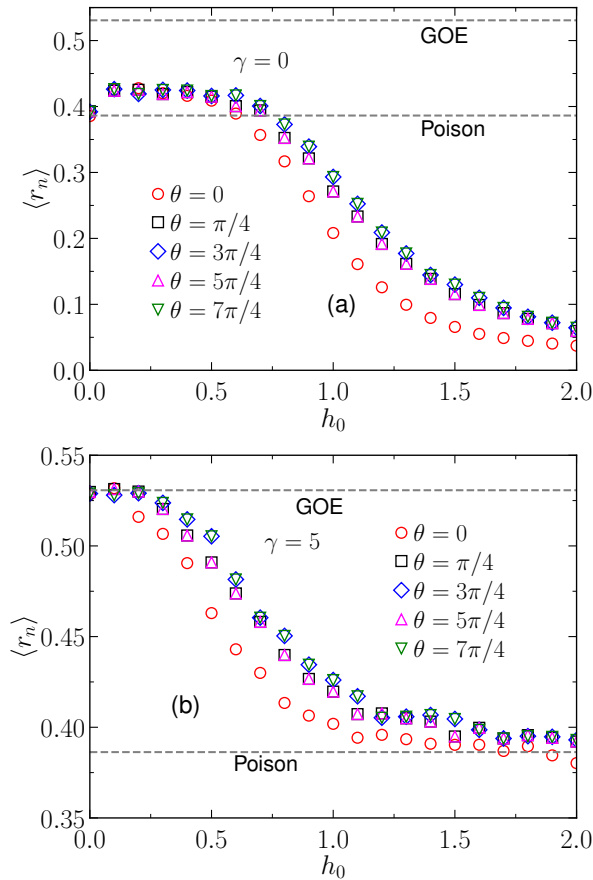 GOE
γ = 0
Poison
θ = 0
θ = π/4
θ = 3π/4
θ = 5π/4
θ = 7π/4
(a)
⟨r_n⟩
0.5
0.4
0.3
0.2
0.1
0.0
0.0 0.5 1.0 1.5 2.0
h_0
GOE
γ = 5
θ = 0
θ = π/4
θ = 3π/4
θ = 5π/4
θ = 7π/4
(b)
Poison
⟨r_n⟩
0.55
0.50
0.45
0.40
0.35
0.0 0.5 1.0 1.5 2.0
h_0